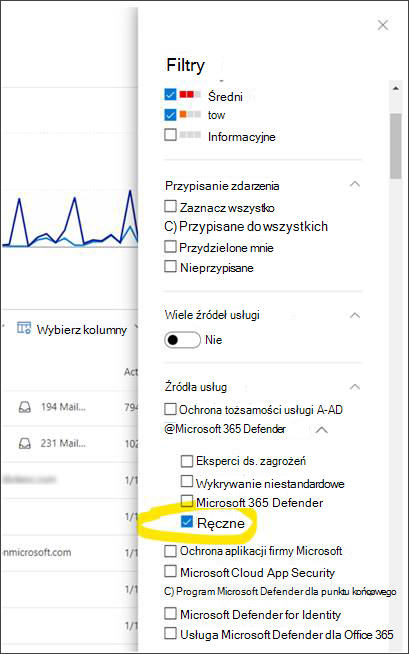 Filtry
Średni
tow
Informacyjne
Przypisanie zdarzenia
Zaznacz wszystko
C) Przypisane do wszystkich
Przydzielone mnie
Nieprzypisane
Wiele źródeł usługi
Nie
Wybierz kolumny
Źródła usług
Act
Ochrona tożsamości usługi A-AD
194 Mail... 794
@Microsoft 365 Defender
231 Mail... 102
Eksperci ds. zagrożeń
1/1
Wykrywanie niestandardowe
Microsoft 365 Defender
1/1
Ręczne
onmicrosoft.com 1/1
Ochrona aplikacji firmy Microsoft
1/1
Microsoft Cloud App Security
C) Program Microsoft Defender dla punktu końcowego
1/1
Microsoft Defender for Identity
Usługa Microsoft Defender dla Office 365
1/1